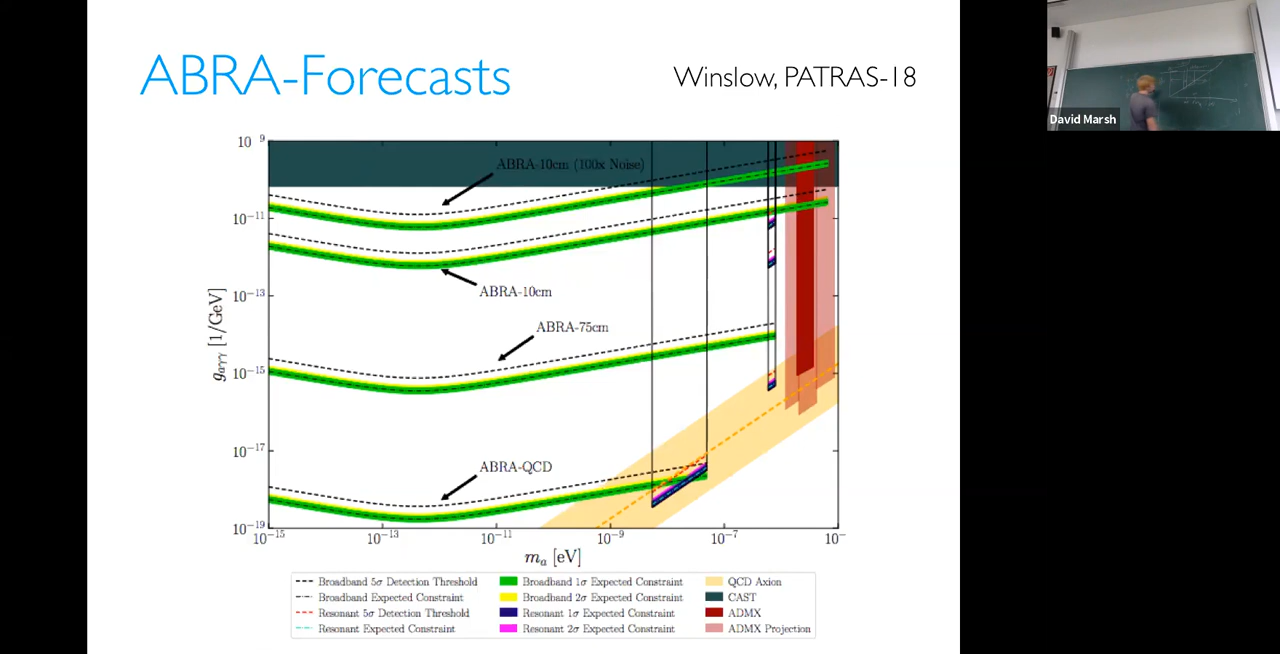 ABRA-Forecasts
Winslow, PATRAS-18
David Marsh
10⁻⁹
10⁻¹¹
10⁻¹³
10⁻¹⁵
10⁻¹⁷
10⁻¹⁹
g_aγγ [1/GeV]
ABRA-10cm (100x Noise)
ABRA-10cm
ABRA-75cm
ABRA-QCD
10⁻¹⁵
10⁻¹³
10⁻¹¹
10⁻⁹
10⁻⁷
10⁻
m_a [eV]
Broadband 5σ Detection Threshold
Broadband Expected Constraint
Resonant 5σ Detection Threshold
Resonant Expected Constraint
Broadband 1σ Expected Constraint
Broadband 2σ Expected Constraint
Resonant 1σ Expected Constraint
Resonant 2σ Expected Constraint
QCD Axion
CAST
ADMX
ADMX Projection